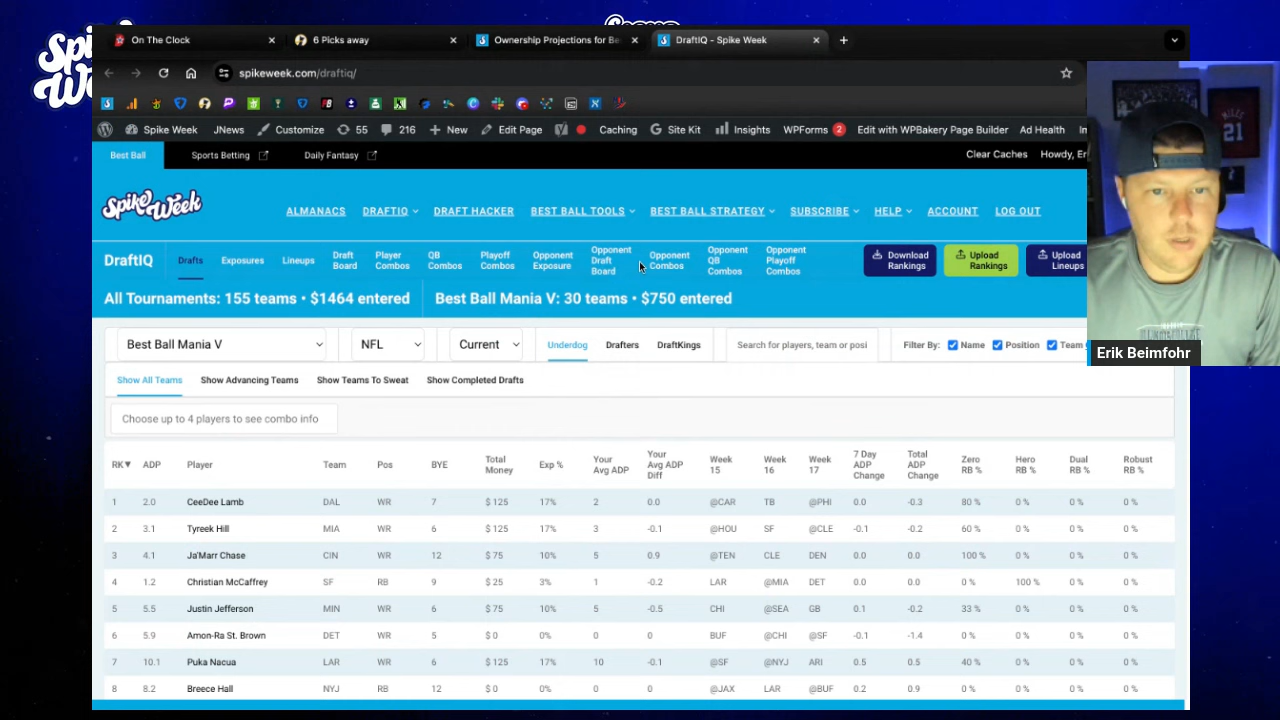 On The Clock
6 Picks away
Ownership Projections for Be
DraftIQ - Spike Week
spikeweek.com/draftiq/
Spike Week
JNews
Customize
55
216
New
Edit Page
Caching
Site Kit
Insights
WPForms 2
Edit with WPBakery Page Builder
Ad Health
Best Ball
Sports Betting
Daily Fantasy
Clear Caches
Howdy, Er
Spike Week
ALMANACS
DRAFTIQ
DRAFT HACKER
BEST BALL TOOLS
BEST BALL STRATEGY
SUBSCRIBE
HELP
ACCOUNT
LOG OUT
21
DraftIQ
Drafts
Exposures
Lineups
Draft Board
Player Combos
QB Combos
Playoff Combos
Opponent Exposure
Opponent Draft Board
Opponent Combos
Opponent QB Combos
Opponent Playoff Combos
Download Rankings
Upload Rankings
Upload Lineups
All Tournaments: 155 teams • $1464 entered
Best Ball Mania V: 30 teams • $750 entered
Best Ball Mania V
NFL
Current
Underdog
Drafters
DraftKings
Search for players, team or posi
Filter By:
Name
Position
Team
Erik Beimfohr
Show All Teams
Show Advancing Teams
Show Teams To Sweat
Show Completed Drafts
Choose up to 4 players to see combo info
RK▼ ADP Player Team Pos BYE Total Money Exp % Your Avg ADP Your Avg ADP Diff Week 15 Week 16 Week 17 7 Day ADP Change Total ADP Change Zero RB % Hero RB % Dual RB % Robust RB %
1 2.0 CeeDee Lamb DAL WR 7 $ 125 17% 2 0.0 @CAR TB @PHI 0.0 -0.3 80 % 0 % 0 % 0 %
2 3.1 Tyreek Hill MIA WR 6 $ 125 17% 3 -0.1 @HOU SF @CLE -0.1 -0.2 60 % 0 % 0 % 0 %
3 4.1 Ja'Marr Chase CIN WR 12 $ 75 10% 5 0.9 @TEN CLE DEN 0.0 0.0 100 % 0 % 0 % 0 %
4 1.2 Christian McCaffrey SF RB 9 $ 25 3% 1 -0.2 LAR @MIA DET 0.0 0.0 0 % 100 % 0 % 0 %
5 5.5 Justin Jefferson MIN WR 6 $ 75 10% 5 -0.5 CHI @SEA GB 0.1 -0.2 33 % 0 % 0 % 0 %
6 5.9 Amon-Ra St. Brown DET WR 5 $ 0 0% 0 0 BUF @CHI @SF -0.1 -1.4 0 % 0 % 0 % 0 %
7 10.1 Puka Nacua LAR WR 6 $ 125 17% 10 -0.1 @SF @NYJ ARI 0.5 0.5 40 % 0 % 0 % 0 %
8 8.2 Breece Hall NYJ RB 12 $ 0 0% 0 0 @JAX LAR @BUF 0.2 0.9 0 % 0 % 0 % 0 %